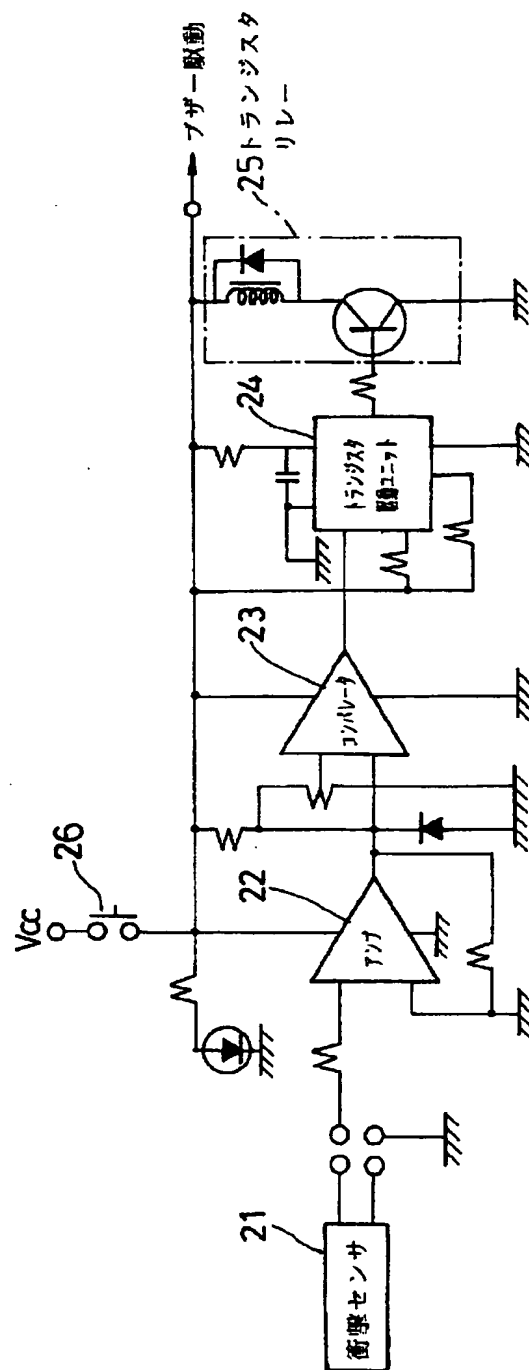 Vcc
26
ブザー駆動
25トランジスタ
リレー
24
トランジスタ
駆動ユニット
23
コンパレータ
22
アンプ
21
衝撃センサ